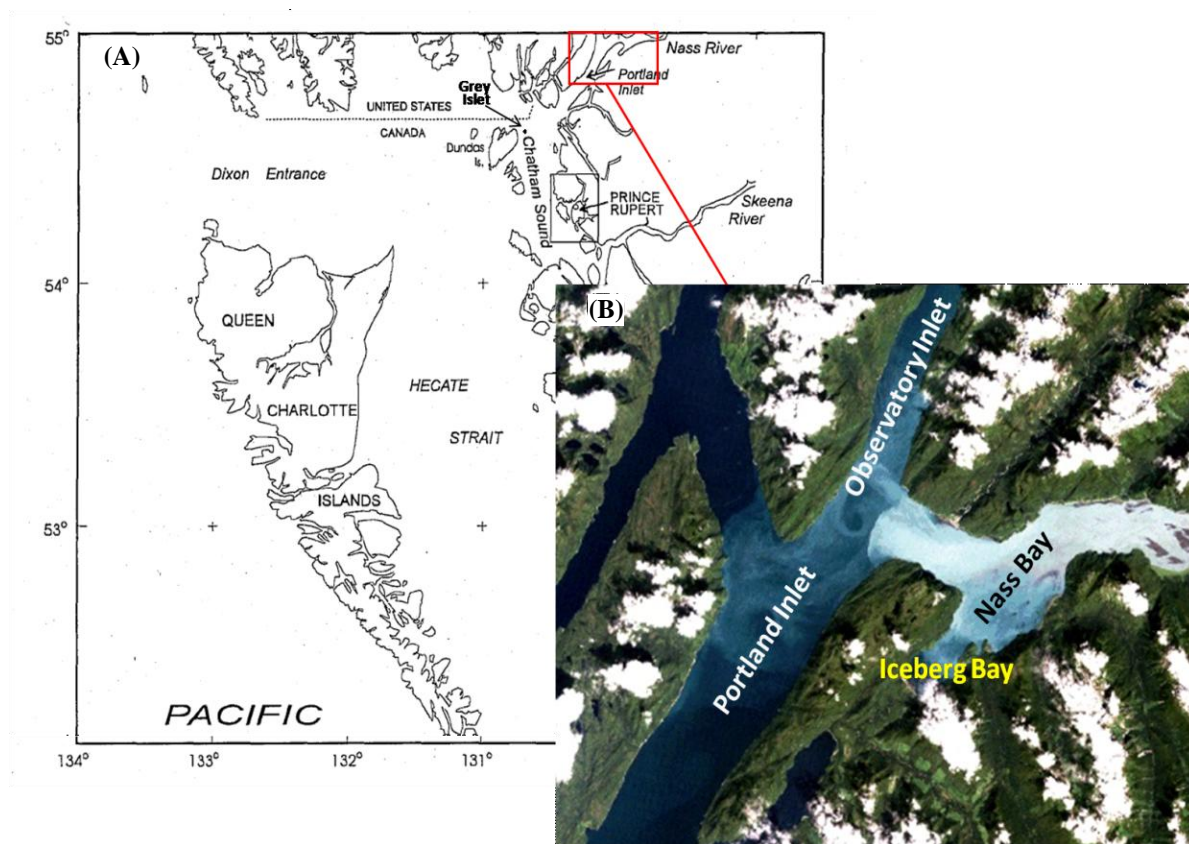 55°
(A)
Nass River
Portland
Inlet
Grey
Islet
UNITED STATES
CANADA
Dundas
Is.
Chatham Sound
Dixon Entrance
PRINCE
RUPERT
Skeena
River
54°
QUEEN
CHARLOTTE
ISLANDS
HECATE
STRAIT
53°
PACIFIC
134°
133°
132°
131°
(B)
Observatory Inlet
Portland Inlet
Nass Bay
Iceberg Bay